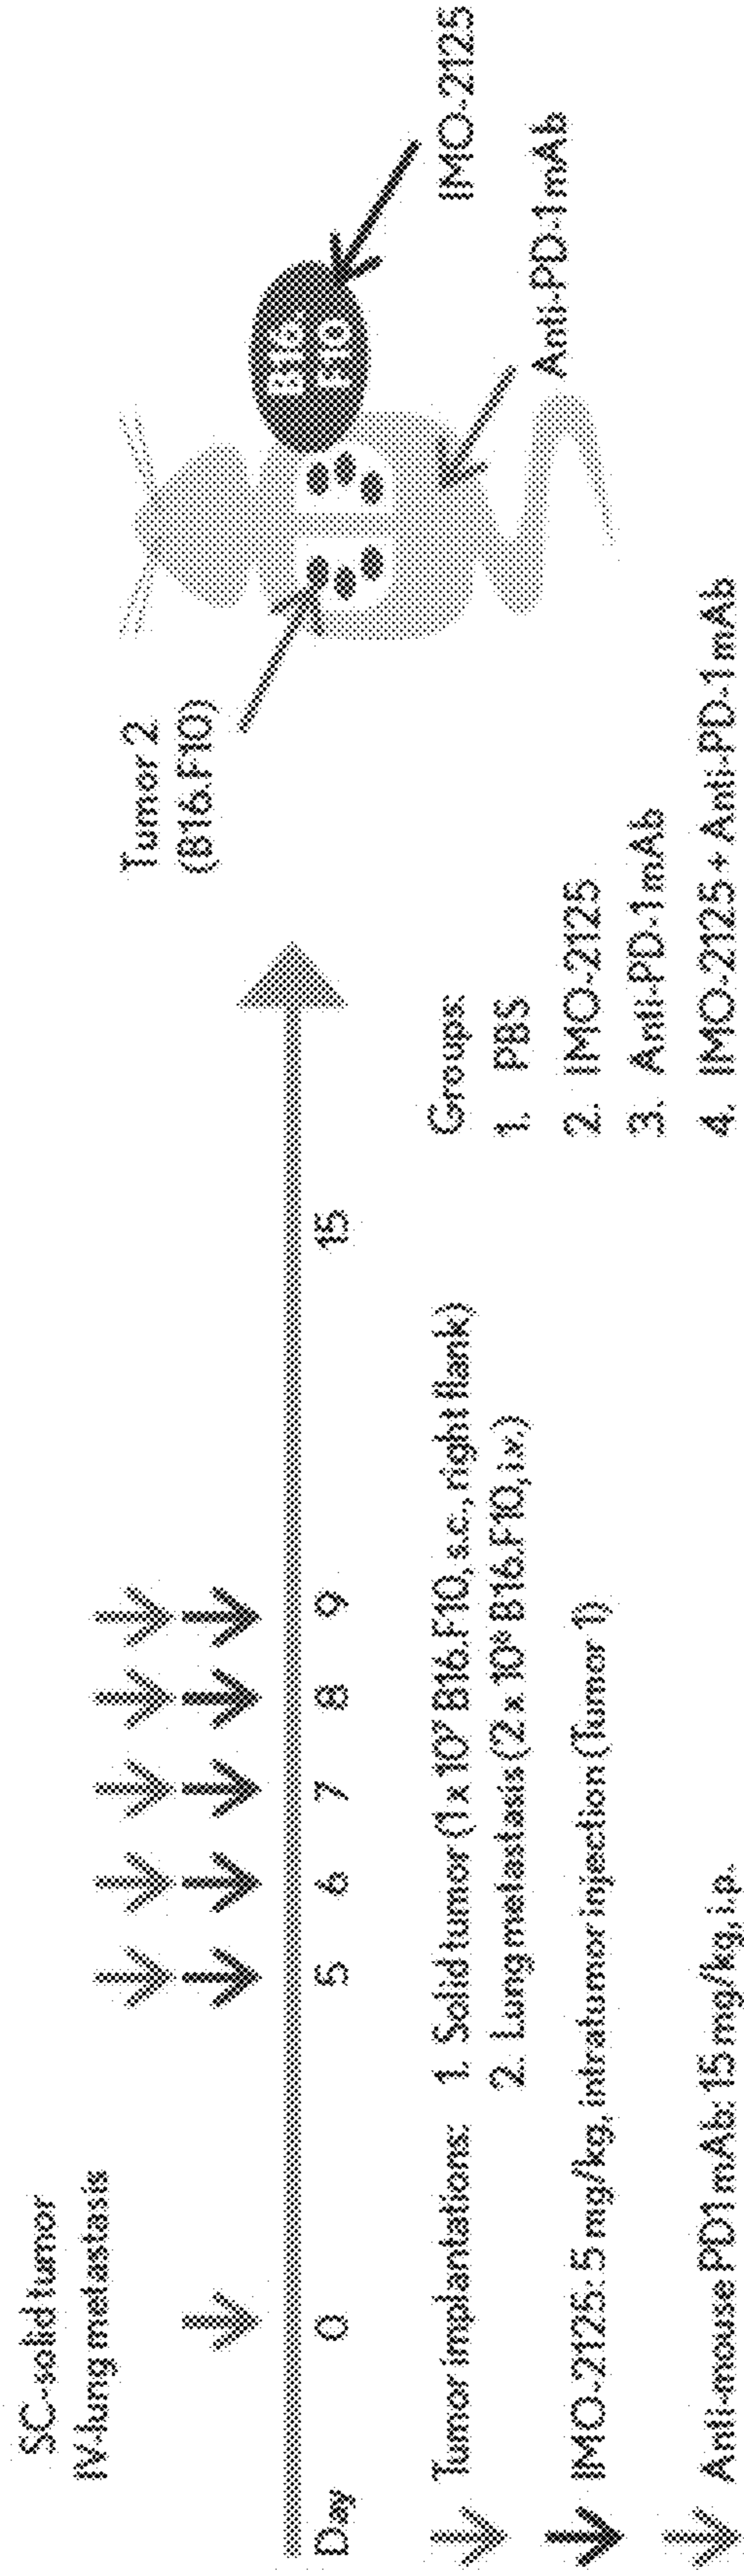 SC-solid tumor
IV-lung metastasis
Day 0 5 6 7 8 9 15
Tumor implantations: 1. Solid tumor (1 x 10⁷ B16.F10, s.c., right flank)
2. Lung metastasis (2 x 10⁶ B16.F10, i.v.)
IMO-2125: 5 mg/kg, intratumor injection (Tumor 1)
Anti-mouse PD1 mAb: 15 mg/kg, i.p.
Groups:
1. PBS
2. IMO-2125
3. Anti-PD-1 mAb
4. IMO-2125 + Anti-PD-1 mAb
Tumor 2
(B16.F10)
B16-
F10
IMO-2125
Anti-PD-1 mAb